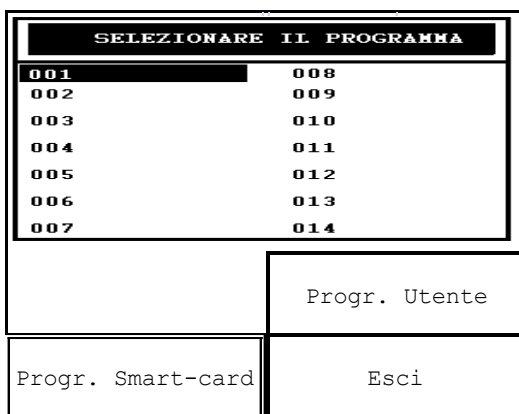 SELEZIONARE IL PROGRAMMA
001 008
002 009
003 010
004 011
005 012
006 013
007 014
Progr. Utente
Progr. Smart-card Esci